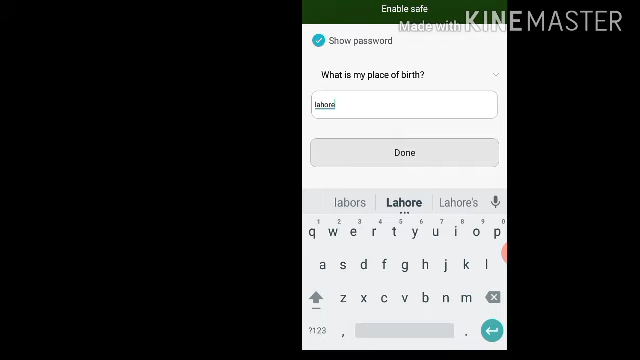 Enable safe
Made with KINEMASTER
Show password
What is my place of birth?
lahore
Done
labors Lahore Lahore's
1 2 3 4 5 6 7 8 9 0
q w e r t y u i o p
a s d f g h j k l
z x c v b n m
?123 , .